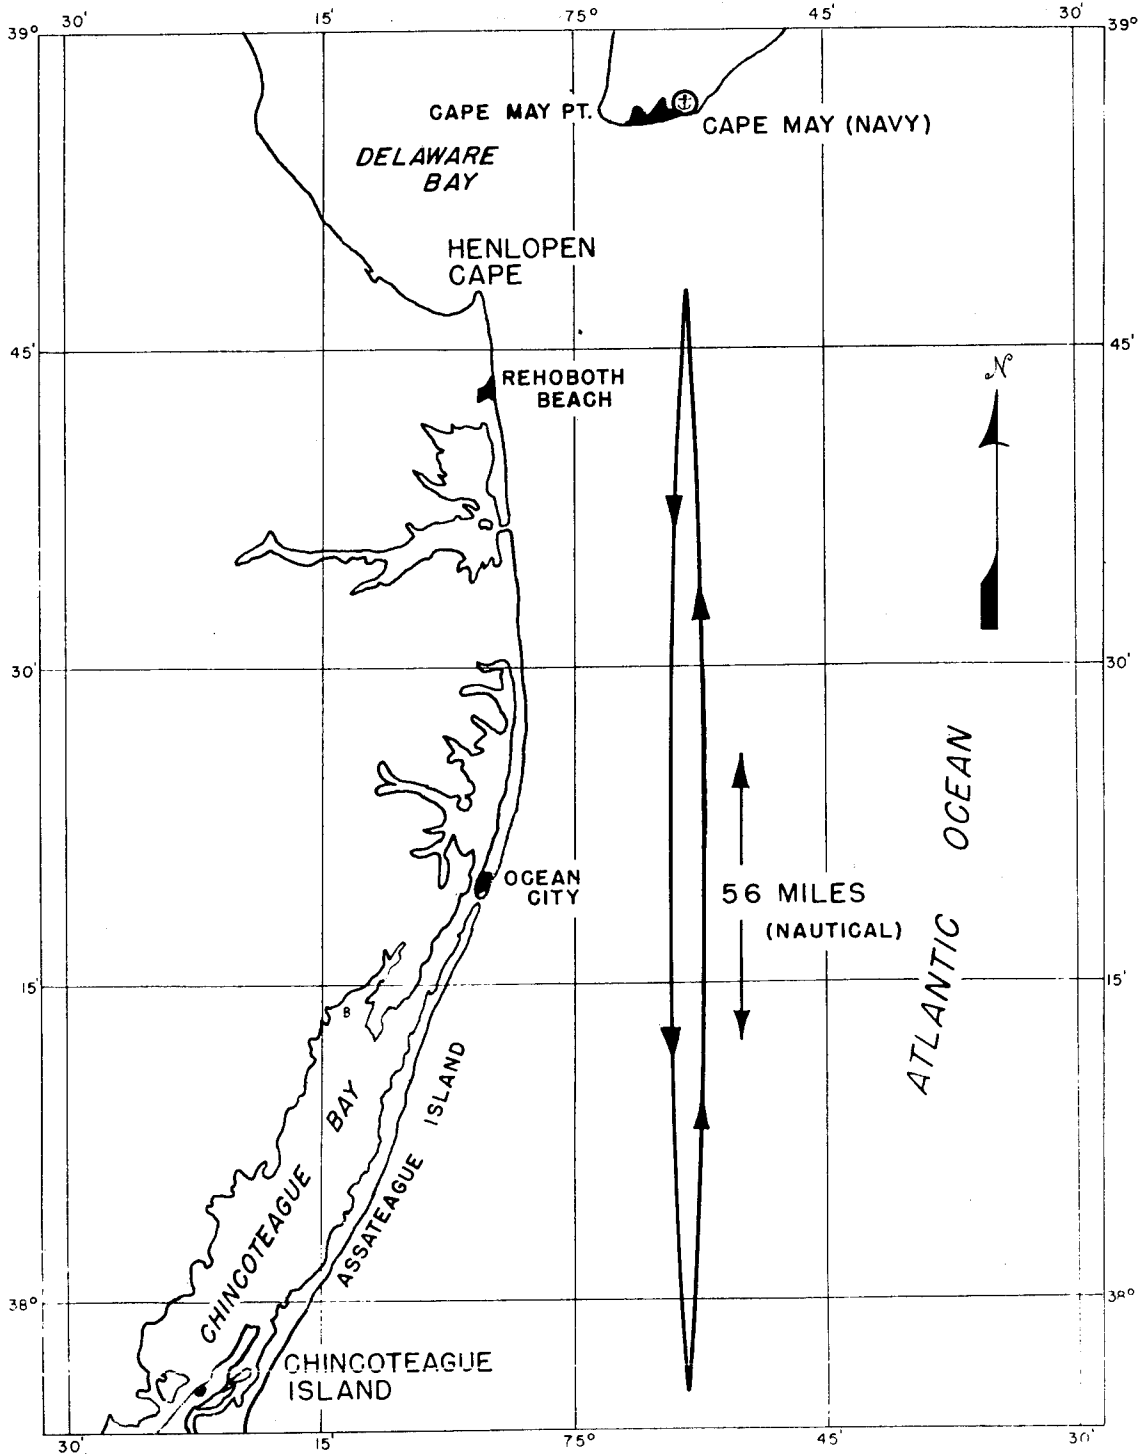 30'
15'
75°
45'
30'
39°
39°
CAPE MAY PT.
CAPE MAY (NAVY)
DELAWARE
BAY
HENLOPEN
CAPE
45'
45'
N
REHOBOTH
BEACH
30'
30'
ATLANTIC OCEAN
OCEAN
CITY
56 MILES
(NAUTICAL)
15'
15'
B
CHINCOTEAGUE BAY
ASSATEAGUE ISLAND
38°
38°
CHINCOTEAGUE
ISLAND
30'
15'
75°
45'
30'